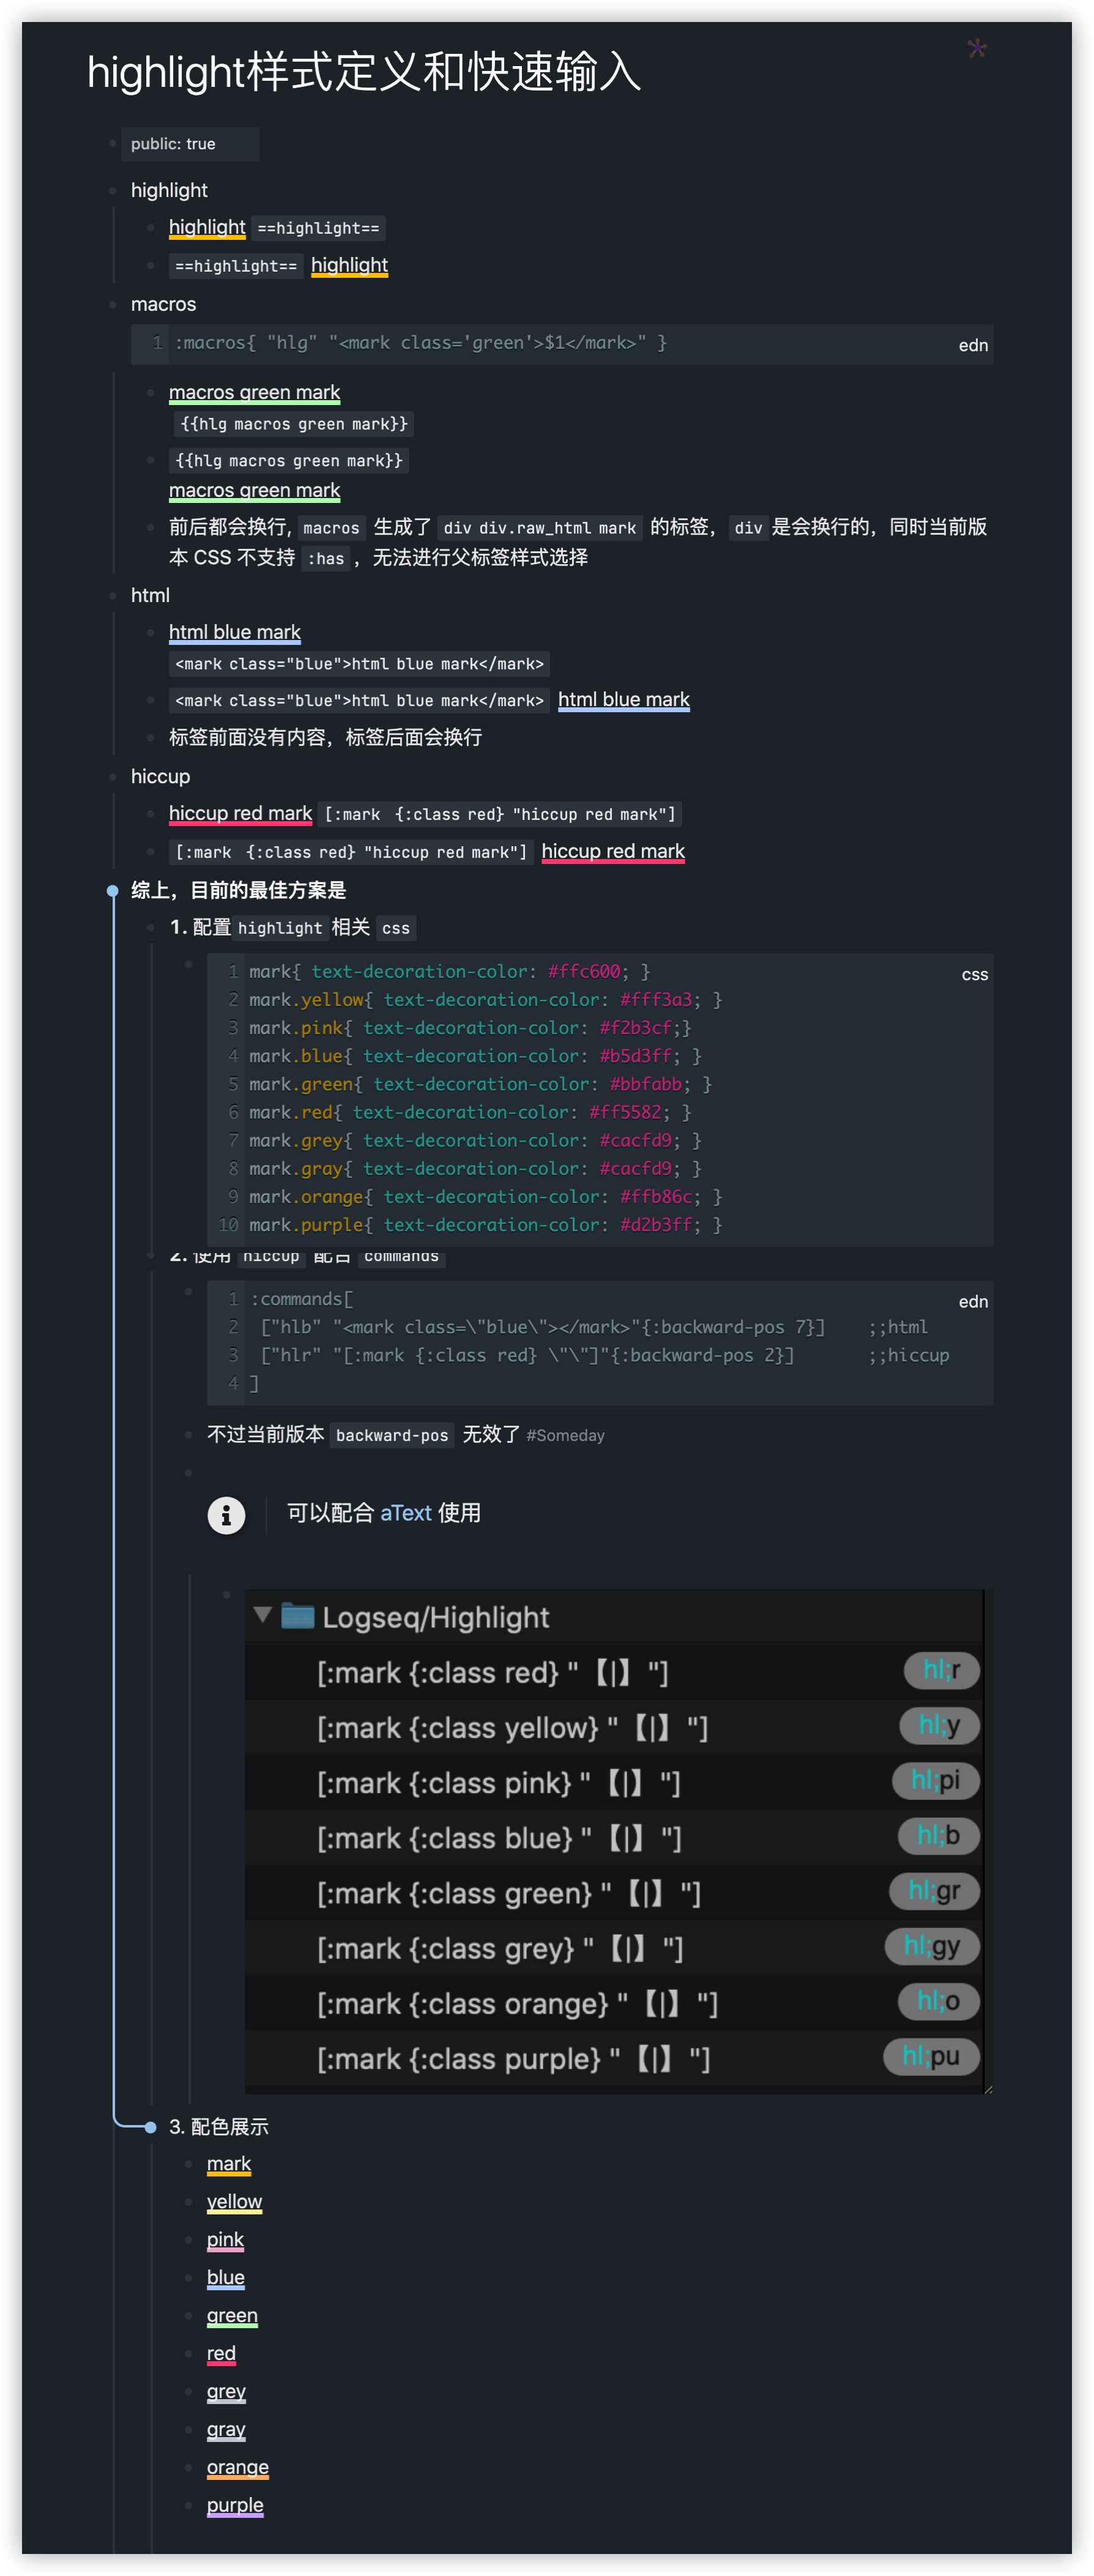 highlight样式定义和快速输入
public: true
highlight
highlight ==highlight==
==highlight== highlight
macros
1 :macros{ "hlg" "<mark class='green'>$1</mark>" } edn
macros green mark
{{hlg macros green mark}}
{{hlg macros green mark}}
macros green mark
前后都会换行, macros 生成了 div div.raw_html mark 的标签，div 是会换行的，同时当前版
本 CSS 不支持 :has ，无法进行父标签样式选择
html
html blue mark
<mark class="blue">html blue mark</mark>
<mark class="blue">html blue mark</mark> html blue mark
标签前面没有内容，标签后面会换行
hiccup
hiccup red mark [:mark {:class red} "hiccup red mark"]
[:mark {:class red} "hiccup red mark"] hiccup red mark
综上，目前的最佳方案是
1. 配置 highlight 相关 css
1 mark{ text-decoration-color: #ffc600; } css
2 mark.yellow{ text-decoration-color: #fff3a3; }
3 mark.pink{ text-decoration-color: #f2b3cf;}
4 mark.blue{ text-decoration-color: #b5d3ff; }
5 mark.green{ text-decoration-color: #bbfabb; }
6 mark.red{ text-decoration-color: #ff5582; }
7 mark.grey{ text-decoration-color: #cacfd9; }
8 mark.gray{ text-decoration-color: #cacfd9; }
9 mark.orange{ text-decoration-color: #ffb86c; }
10 mark.purple{ text-decoration-color: #d2b3ff; }
2. 使用 hiccup 配合 commands
1 :commands[ edn
2 ["hlb" "<mark class=\"blue\"></mark>"{:backward-pos 7}] ;;html
3 ["hlr" "[:mark {:class red} \"\"]"{:backward-pos 2}] ;;hiccup
4 ]
不过当前版本 backward-pos 无效了 #Someday
可以配合 aText 使用
Logseq/Highlight
[:mark {:class red} "【|】"] hl;r
[:mark {:class yellow} "【|】"] hl;y
[:mark {:class pink} "【|】"] hl;pi
[:mark {:class blue} "【|】"] hl;b
[:mark {:class green} "【|】"] hl;gr
[:mark {:class grey} "【|】"] hl;gy
[:mark {:class orange} "【|】"] hl;o
[:mark {:class purple} "【|】"] hl;pu
3. 配色展示
mark
yellow
pink
blue
green
red
grey
gray
orange
purple